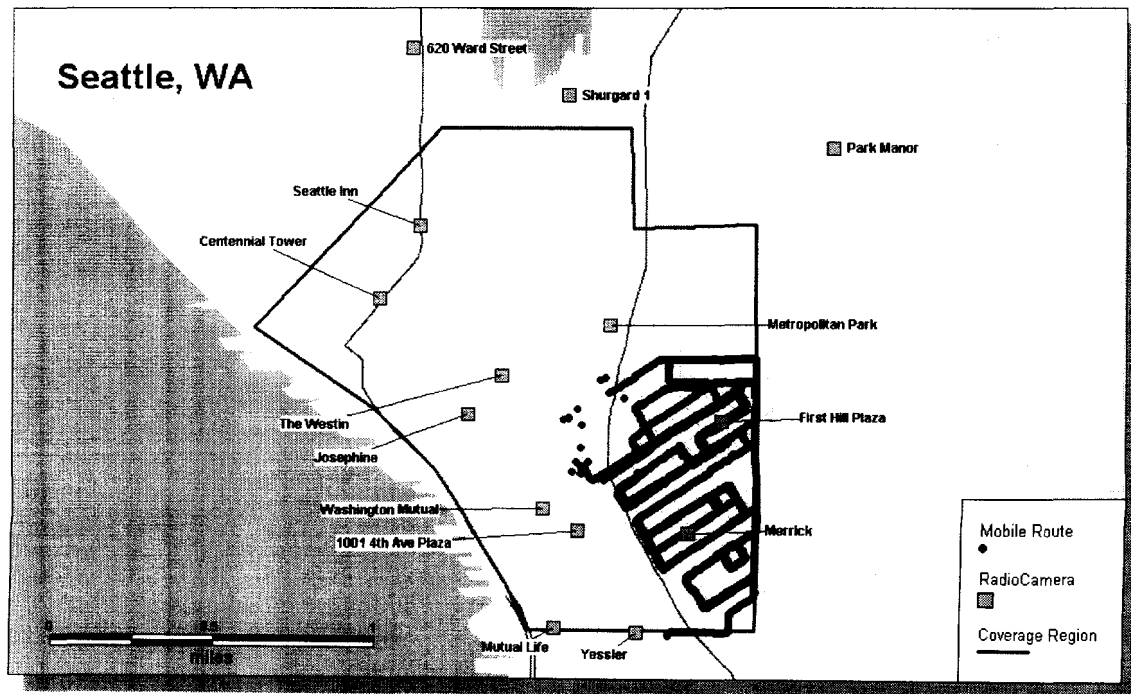 620 Ward Street
Seattle, WA
Shurgard 1
Park Manor
Seattle Inn
Centennial Tower
Metropolitan Park
The Westin
First Hill Plaza
Josephine
Washington Mutual
1001 4th Ave Plaza
Merrick
Mobile Route
RadioCamera
Coverage Region
0 0.5 1
miles
Mutual Life
Yessler